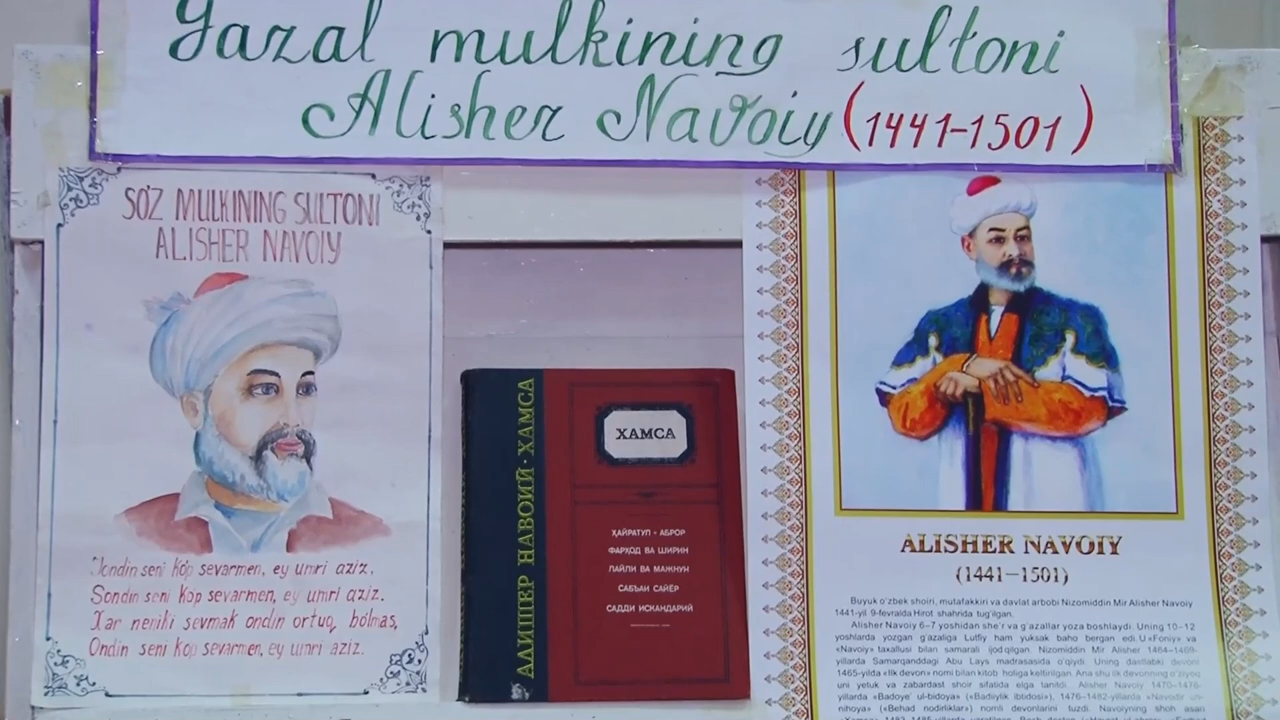 Gazal mulkining sultoni
Alisher Navoiy (1441-1501)
SO'Z MULKINING SULTONI
ALISHER NAVOIY
Jondin seni ko'p sevarmen, ey umri aziz.
Sondin seni ko'p sevarmen, ey umri aziz.
Xar neniki sevmak ondin ortuq bo'lmas,
Ondin seni ko'p sevarmen, ey umri aziz.
АЛИШЕР НАВОИЙ · ХАМСА
ХАМСА
ҲАЙРАТУЛ - АБРОР
ФАРҲОД ВА ШИРИН
ЛАЙЛИ ВА МАЖНУН
САБЪАИ САЙЁР
САДДИ ИСКАНДАРИЙ
ALISHER NAVOIY
(1441–1501)
Buyuk o'zbek shoiri, mutafakkiri va davlat arbobi Nizomiddin Mir Alisher Navoiy
1441-yil 9-fevralda Hirot shahrida tug'ilgan.
Alisher Navoiy 6–7 yoshidan she'r va g'azallar yoza boshlaydi. Uning 10–12
yoshlarda yozgan g'azaliga Lutfiy ham yuksak baho bergan edi. U «Foniy» va
«Navoiy» taxallusi bilan samarali ijod qilgan. Nizomiddin Mir Alisher 1464–1469-
yillarda Samarqanddagi Abu Lays madrasasida o'qiydi. Uning dastlabki devoni
1465-yilda «Ilk devon» nomi bilan kitob holiga keltirilgan. Ana shu ilk devonning o'ziyoq
uni yetuk va zabardast shoir sifatida elga tanitdi. Alisher Navoiy 1470–1476-
yillarda «Badoye' ul-bidoya» («Badiiylik ibtidosi»), 1476–1482-yillarda «Navodir un-
nihoya» («Behad nodirliklar») nomli devonlarini tuzdi. Navoiyning shoh asari